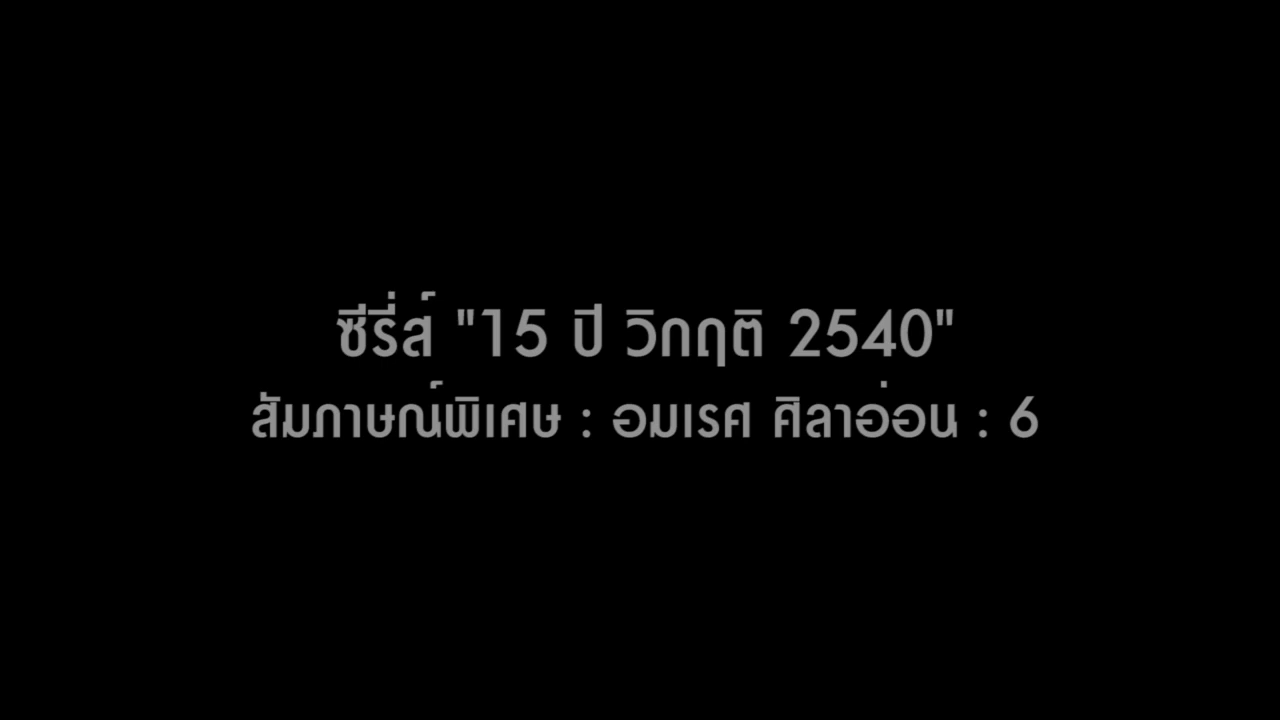 ซีรี่ส์ "15 ปี วิกฤติ 2540"
สัมภาษณ์พิเศษ : อมเรศ ศิลาอ่อน : 6